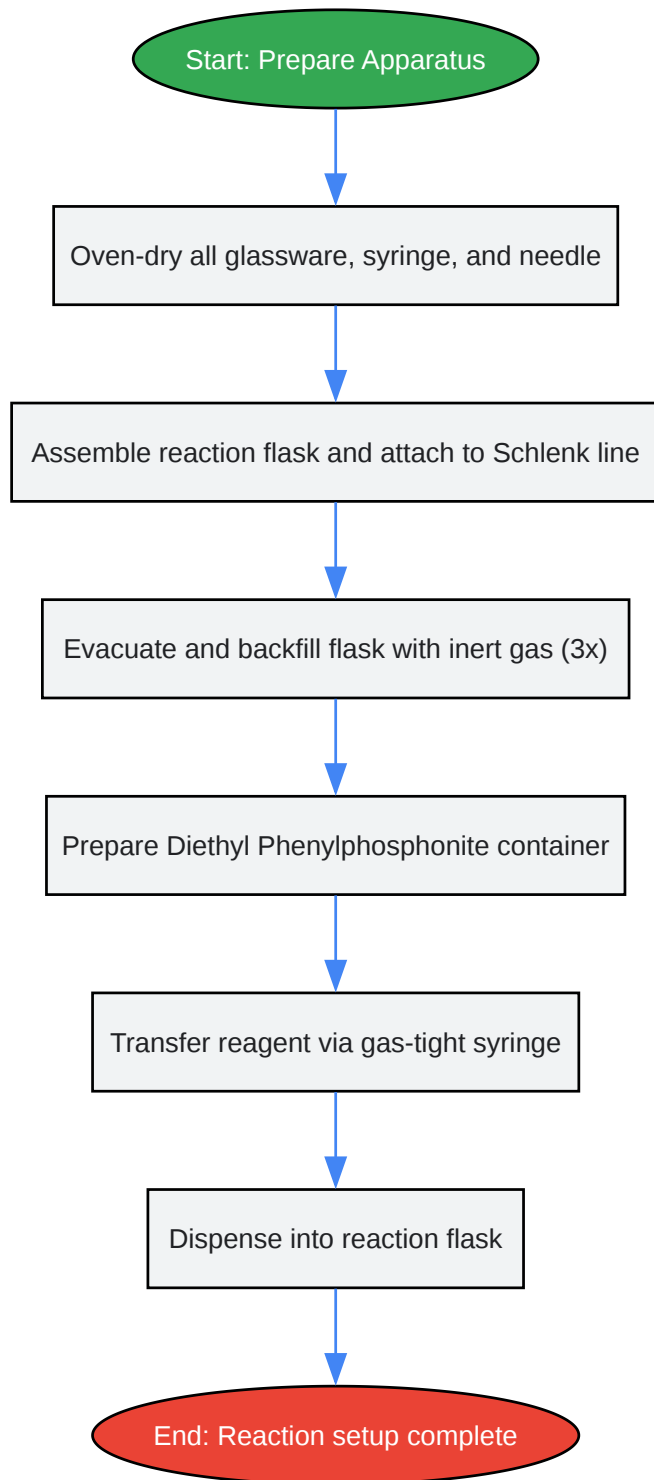 Start: Prepare Apparatus
Oven-dry all glassware, syringe, and needle
Assemble reaction flask and attach to Schlenk line
Evacuate and backfill flask with inert gas (3x)
Prepare Diethyl Phenylphosphonite container
Transfer reagent via gas-tight syringe
Dispense into reaction flask
End: Reaction setup complete